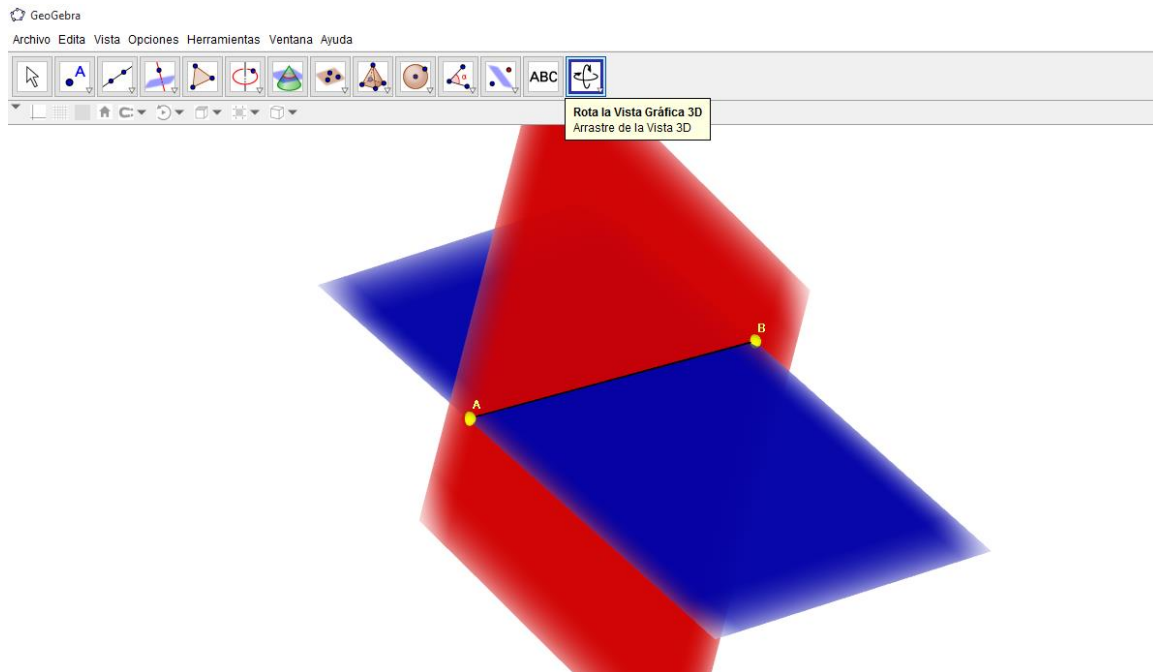 GeoGebra
Archivo Edita Vista Opciones Herramientas Ventana Ayuda
A
α
ABC
Rota la Vista Gráfica 3D
Arrastre de la Vista 3D
B
A